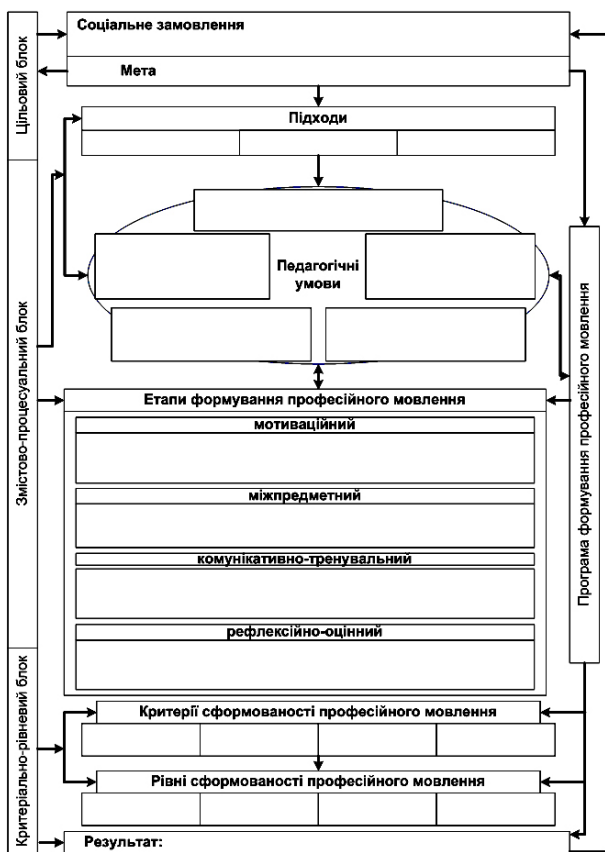 Соціальне замовлення
Мета
Цільовий блок
Підходи
Педагогічні
умови
Змістово-процесуальний блок
Етапи формування професійного мовлення
мотиваційний
міжпредметний
комунікативно-тренувальний
рефлексійно-оцінний
Програма формування професійного мовлення
Критеріально-рівневий блок
Критерії сформованості професійного мовлення
Рівні сформованості професійного мовлення
Результат: